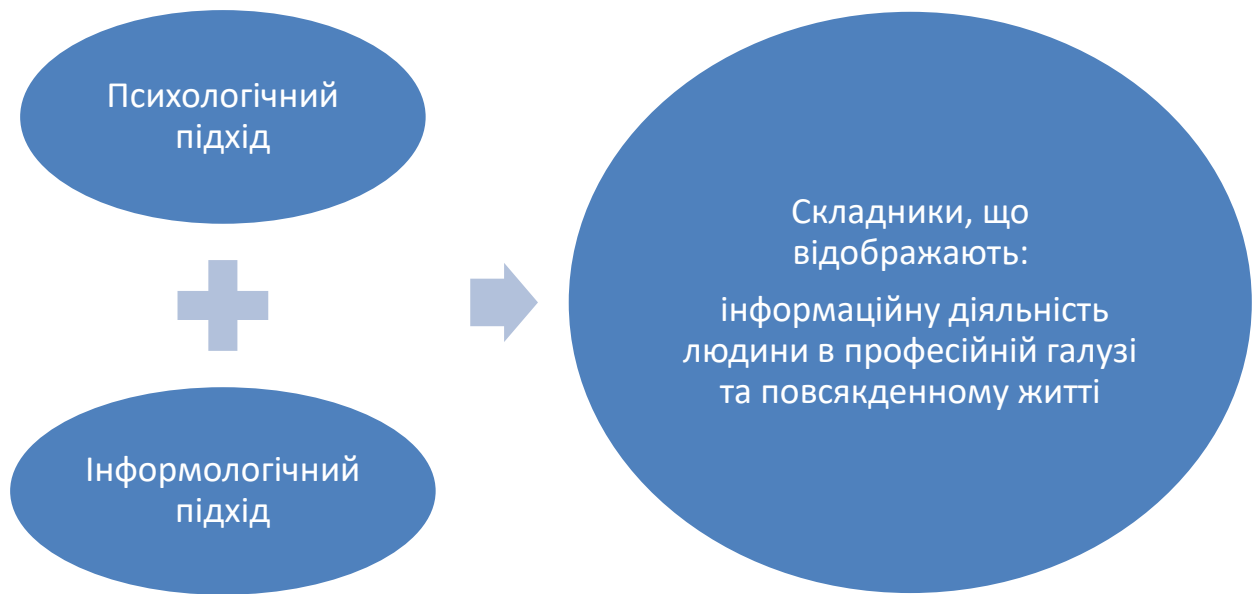 Психологічний
підхід
Інформологічний
підхід
Складники, що
відображають:
інформаційну діяльність
людини в професійній галузі
та повсякденному житті